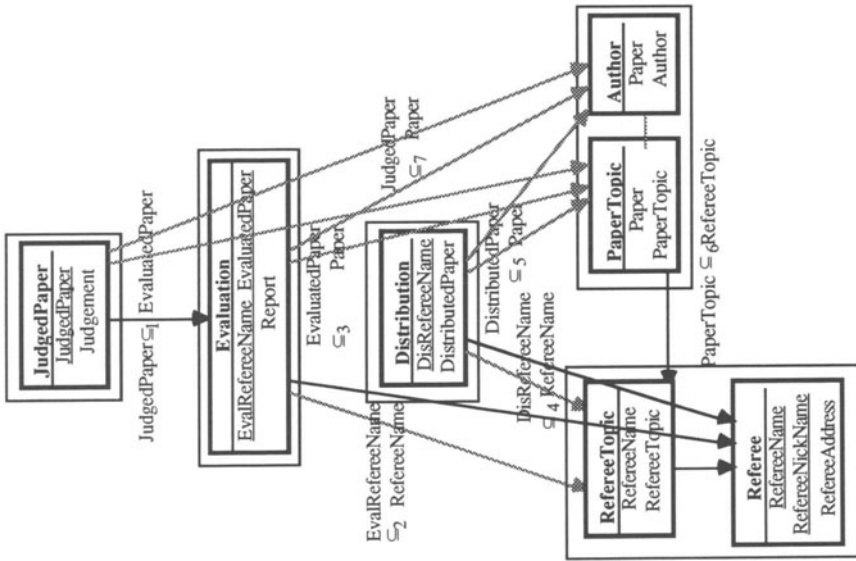 JudgedPaper
JudgedPaper
Judgement
JudgedPaper ⊆1 EvaluatedPaper
Evaluation
EvalRefereeName EvaluatedPaper
Report
EvalRefereeName
⊆2 RefereeName
EvaluatedPaper
⊆3 Paper
JudgedPaper
⊆7 Paper
Distribution
DisRefereeName
DistributedPaper
DisRefereeName
⊆4 RefereeName
DistributedPaper
⊆5 Paper
RefereeTopic
RefereeName
RefereeTopic
PaperTopic
Paper
PaperTopic
Author
Paper
Author
PaperTopic ⊆6 RefereeTopic
Referee
RefereeName
RefereeNickName
RefereeAddress